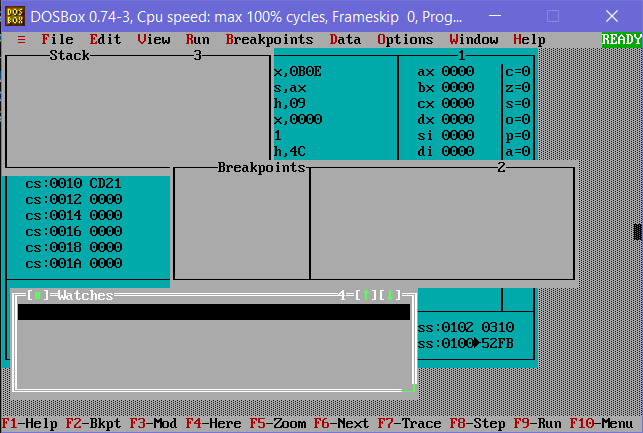 DOSBox 0.74-3, Cpu speed: max 100% cycles, Frameskip 0, Prog...
≡ File Edit View Run Breakpoints Data Options Window Help READY
Stack 3 1
x,0B0E ax 0000 c=0
s,ax bx 0000 z=0
h,09 cx 0000 s=0
x,0000 dx 0000 o=0
1 si 0000 p=0
h,4C di 0000 a=0
Breakpoints 2
cs:0010 CD21
cs:0012 0000
cs:0014 0000
cs:0016 0000
cs:0018 0000
cs:001A 0000
[■]=Watches 4=[↑][↓]
ss:0102 0310
ss:0100▶52FB
F1-Help F2-Bkpt F3-Mod F4-Here F5-Zoom F6-Next F7-Trace F8-Step F9-Run F10-Menu